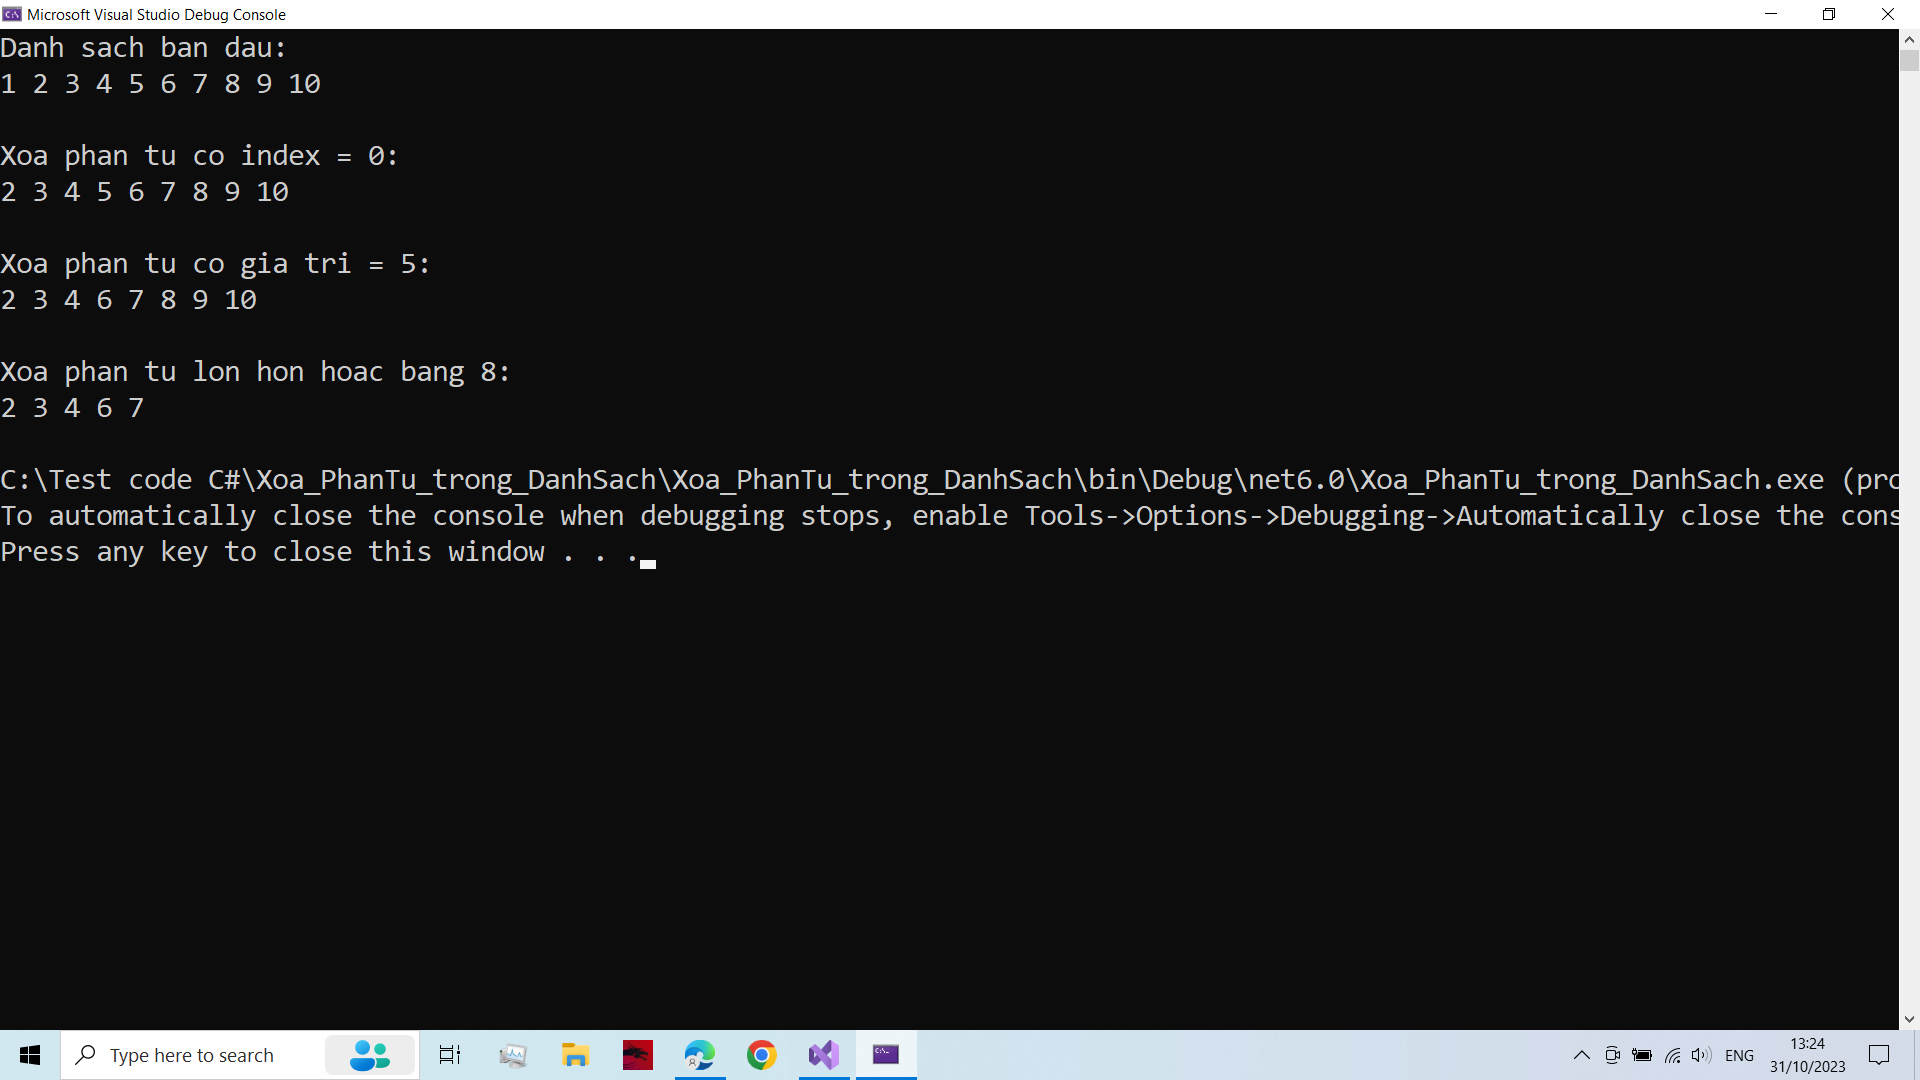 Microsoft Visual Studio Debug Console
Danh sach ban dau:
1 2 3 4 5 6 7 8 9 10
Xoa phan tu co index = 0:
2 3 4 5 6 7 8 9 10
Xoa phan tu co gia tri = 5:
2 3 4 6 7 8 9 10
Xoa phan tu lon hon hoac bang 8:
2 3 4 6 7
C:\Test code C#\Xoa_PhanTu_trong_DanhSach\Xoa_PhanTu_trong_DanhSach\bin\Debug\net6.0\Xoa_PhanTu_trong_DanhSach.exe (pro
To automatically close the console when debugging stops, enable Tools->Options->Debugging->Automatically close the cons
Press any key to close this window . . .
Type here to search
ENG
13:24
31/10/2023